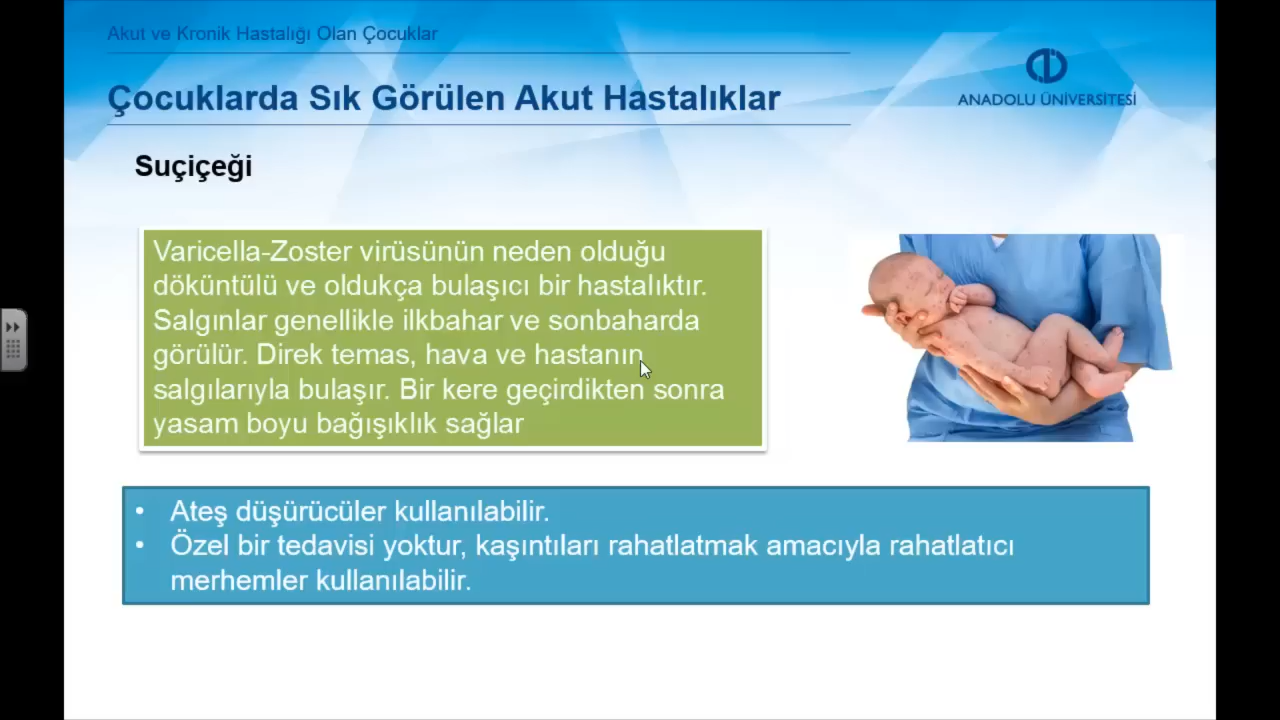 Akut ve Kronik Hastalığı Olan Çocuklar
Çocuklarda Sık Görülen Akut Hastalıklar
ANADOLU ÜNİVERSİTESİ
Suçiçeği
Varicella-Zoster virüsünün neden olduğu
döküntülü ve oldukça bulaşıcı bir hastalıktır.
Salgınlar genellikle ilkbahar ve sonbaharda
görülür. Direk temas, hava ve hastanın
salgılarıyla bulaşır. Bir kere geçirdikten sonra
yasam boyu bağışıklık sağlar
• Ateş düşürücüler kullanılabilir.
• Özel bir tedavisi yoktur, kaşıntıları rahatlatmak amacıyla rahatlatıcı
merhemler kullanılabilir.